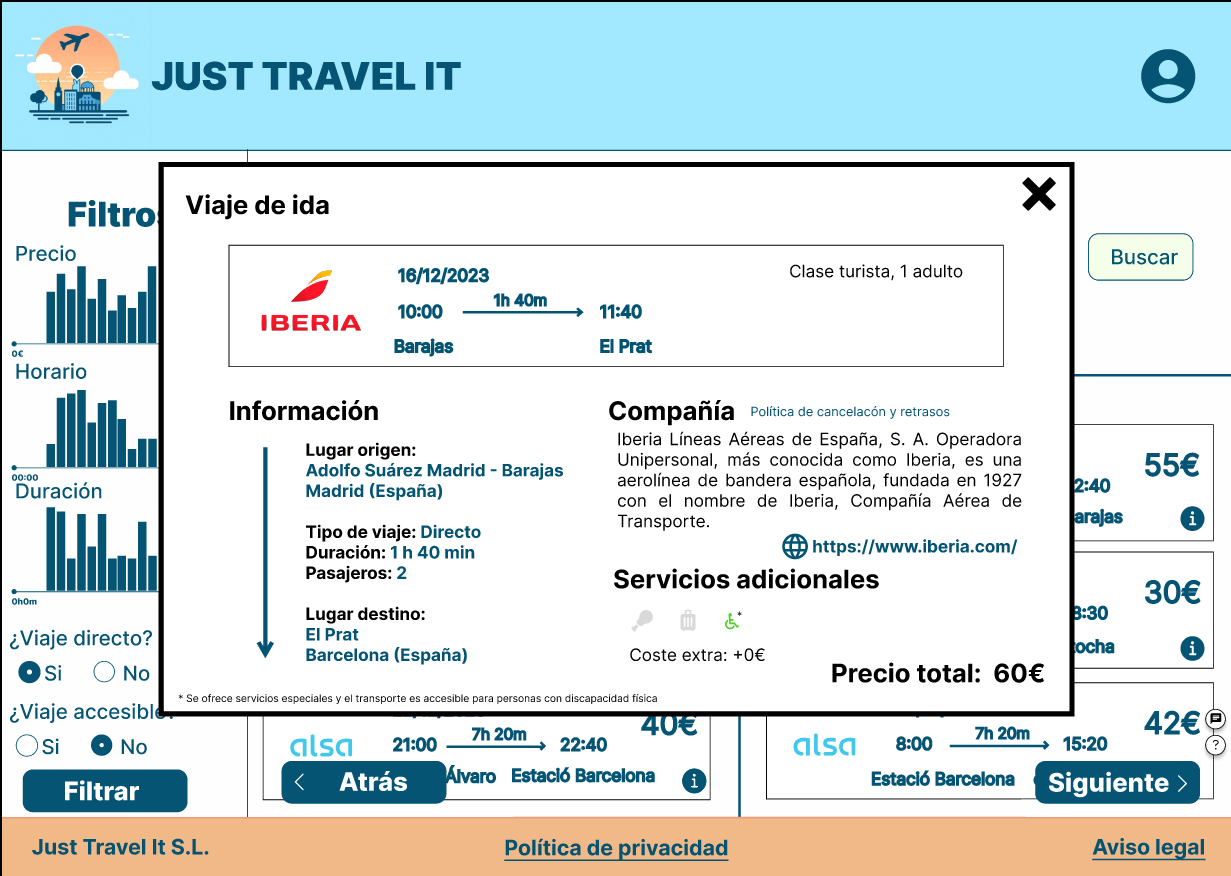 JUST TRAVEL IT
Filtros
Precio
0€
Horario
00:00
Duración
0h0m
¿Viaje directo?
Si No
¿Viaje accesible?
Si No
Filtrar
Buscar
Viaje de ida
IBERIA
16/12/2023
Clase turista, 1 adulto
10:00 1h 40m 11:40
Barajas El Prat
Información
Lugar origen:
Adolfo Suárez Madrid - Barajas
Madrid (España)
Tipo de viaje: Directo
Duración: 1 h 40 min
Pasajeros: 2
Lugar destino:
El Prat
Barcelona (España)
Compañía Política de cancelacón y retrasos
Iberia Líneas Aéreas de España, S. A. Operadora
Unipersonal, más conocida como Iberia, es una
aerolínea de bandera española, fundada en 1927
con el nombre de Iberia, Compañía Aérea de
Transporte.
https://www.iberia.com/
Servicios adicionales
*
Coste extra: +0€
Precio total: 60€
* Se ofrece servicios especiales y el transporte es accesible para personas con discapacidad física
55€
2:40
arajas
30€
8:30
ocha
40€
alsa 21:00 7h 20m 22:40
Álvaro Estació Barcelona
42€
alsa 8:00 7h 20m 15:20
Estació Barcelona
Atrás
Siguiente
?
Just Travel It S.L.
Política de privacidad
Aviso legal